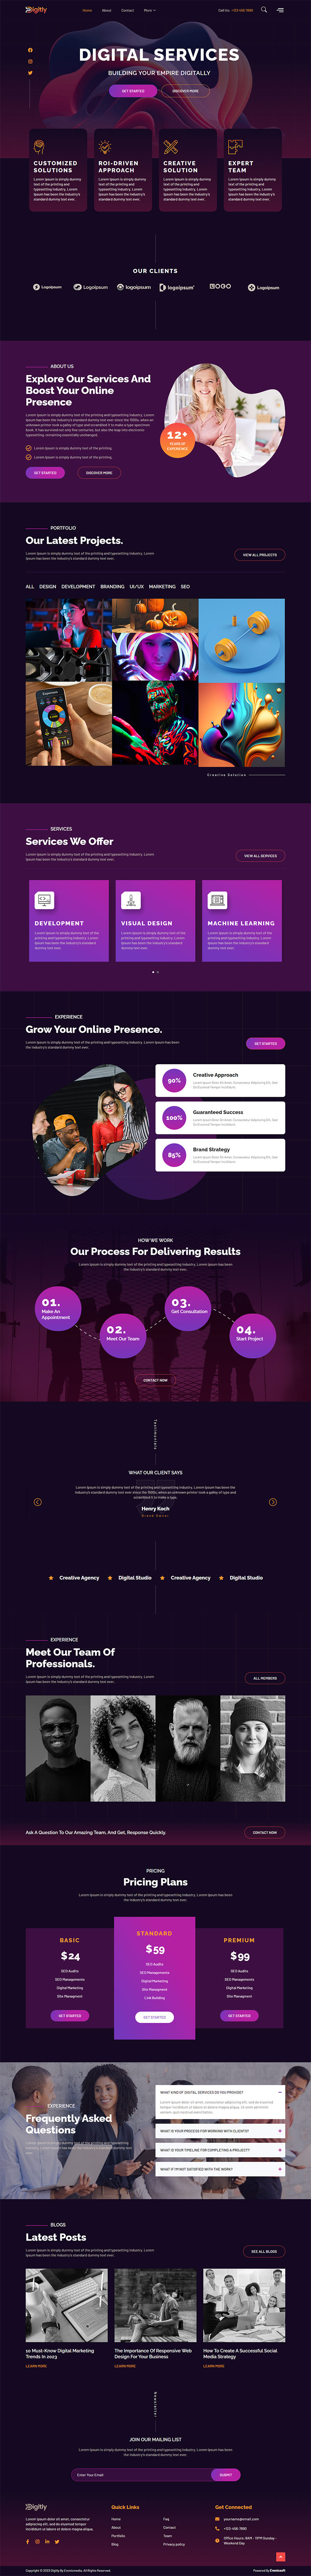 Digitly
Home
About
Contact
More
Call Us: +123-456-7890
DIGITAL SERVICES
BUILDING YOUR EMPIRE DIGITALLY
GET STARTED
DISCOVER MORE
CUSTOMIZED
SOLUTIONS
Lorem Ipsum is simply dummy
text of the printing and
typesetting industry. Lorem
Ipsum has been the industry's
standard dummy text ever.
ROI-DRIVEN
APPROACH
Lorem Ipsum is simply dummy
text of the printing and
typesetting industry. Lorem
Ipsum has been the industry's
standard dummy text ever.
CREATIVE
SOLUTION
Lorem Ipsum is simply dummy
text of the printing and
typesetting industry. Lorem
Ipsum has been the industry's
standard dummy text ever.
EXPERT
TEAM
Lorem Ipsum is simply dummy
text of the printing and
typesetting industry. Lorem
Ipsum has been the industry's
standard dummy text ever.
OUR CLIENTS
Logoipsum
Logoipsum
logoipsum
logoipsum
LOGO
Logoipsum
ABOUT US
Explore Our Services And
Boost Your Online
Presence
Lorem Ipsum is simply dummy text of the printing and typesetting industry. Lorem
Ipsum has been the industry's standard dummy text ever since the 1500s, when an
unknown printer took a galley of type and scrambled it to make a type specimen
book. It has survived not only five centuries, but also the leap into electronic
typesetting, remaining essentially unchanged.
Lorem Ipsum is simply dummy text of the printing.
Lorem Ipsum is simply dummy text of the printing.
GET STARTED
DISCOVER MORE
12+
YEARS OF
EXPERIENCE
PORTFOLIO
Our Latest Projects.
Lorem Ipsum is simply dummy text of the printing and typesetting industry. Lorem
Ipsum has been the industry's standard dummy text ever.
VIEW ALL PROJECTS
ALL DESIGN DEVELOPMENT BRANDING UI/UX MARKETING SEO
Creative Solution
SERVICES
Services We Offer
Lorem Ipsum is simply dummy text of the printing and typesetting industry. Lorem
Ipsum has been the industry's standard dummy text ever.
VIEW ALL SERVICES
DEVELOPMENT
Lorem Ipsum is simply dummy text of the
printing and typesetting industry. Lorem
Ipsum has been the industry's standard
dummy text ever.
VISUAL DESIGN
Lorem Ipsum is simply dummy text of the
printing and typesetting industry. Lorem
Ipsum has been the industry's standard
dummy text ever.
MACHINE LEARNING
Lorem Ipsum is simply dummy text of the
printing and typesetting industry. Lorem
Ipsum has been the industry's standard
dummy text ever.
EXPERIENCE
Grow Your Online Presence.
Lorem Ipsum is simply dummy text of the printing and typesetting industry. Lorem Ipsum has been
the industry's standard dummy text ever.
GET STARTED
90%
Creative Approach
Lorem Ipsum Dolor Sit Amet, Consectetur Adipiscing Elit, Sed
Do Eiusmod Tempor Incididunt.
100%
Guaranteed Success
Lorem Ipsum Dolor Sit Amet, Consectetur Adipiscing Elit, Sed
Do Eiusmod Tempor Incididunt.
85%
Brand Strategy
Lorem Ipsum Dolor Sit Amet, Consectetur Adipiscing Elit, Sed
Do Eiusmod Tempor Incididunt.
HOW WE WORK
Our Process For Delivering Results
Lorem Ipsum is simply dummy text of the printing and typesetting industry. Lorem Ipsum has been
the industry's standard dummy text ever.
01.
Make An
Appointment
02.
Meet Our Team
03.
Get Consultation
04.
Start Project
CONTACT NOW
Testimonials
WHAT OUR CLIENT SAYS
Lorem Ipsum is simply dummy text of the printing and typesetting industry. Lorem Ipsum has been the
industry's standard dummy text ever since the 1500s, when an unknown printer took a galley of type and
scrambled it to make a type.
Henry Koch
Brand Owner
Creative Agency
Digital Studio
Creative Agency
Digital Studio
EXPERIENCE
Meet Our Team Of
Professionals.
Lorem Ipsum is simply dummy text of the printing and typesetting industry. Lorem
Ipsum has been the industry's standard dummy text ever.
ALL MEMBERS
Ask A Question To Our Amazing Team, And Get, Response Quickly.
CONTACT NOW
PRICING
Pricing Plans
Lorem Ipsum is simply dummy text of the printing and typesetting industry. Lorem Ipsum has been
the industry's standard dummy text ever.
BASIC
$24
SEO Audits
SEO Managements
Digital Marketing
Site Managment
GET STARTED
STANDARD
$59
SEO Audits
SEO Managements
Digital Marketing
Site Managment
Link Building
GET STARTED
PREMIUM
$99
SEO Audits
SEO Managements
Digital Marketing
Site Managment
GET STARTED
EXPERIENCE
Frequently Asked
Questions
Lorem Ipsum is simply dummy text of the printing and typesetting
industry. Lorem Ipsum has been the industry's standard dummy text
ever.
WHAT KIND OF DIGITAL SERVICES DO YOU PROVIDE?
Lorem ipsum dolor sit amet, consectetur adipiscing elit, sed do eiusmod
tempor incididunt ut labore et dolore magna aliqua. Ut enim ad minim
veniam, quis nostrud exercitation.
WHAT IS YOUR PROCESS FOR WORKING WITH CLIENTS?
WHAT IS YOUR TIMELINE FOR COMPLETING A PROJECT?
WHAT IF I'M NOT SATISFIED WITH THE WORK?
BLOGS
Latest Posts
Lorem Ipsum is simply dummy text of the printing and typesetting industry. Lorem
Ipsum has been the industry's standard dummy text ever.
SEE ALL BLOGS
10 Must-Know Digital Marketing
Trends In 2023
LEARN MORE
The Importance Of Responsive Web
Design For Your Business
LEARN MORE
How To Create A Successful Social
Media Strategy
LEARN MORE
Newsletter
JOIN OUR MAILING LIST
Lorem Ipsum is simply dummy text of the printing and typesetting industry. Lorem Ipsum has been
the industry's standard dummy text ever.
Enter Your Email
SUBMIT
Digitly
Lorem ipsum dolor sit amet, consectetur
adipiscing elit, sed do eiusmod tempor
incididunt ut labore et dolore magna aliqua.
Quick Links
Home
About
Portfolio
Blog
Faq
Contact
Team
Privacy policy
Get Connected
yourname@email.com
+123-456-7890
Office Hours: 8AM - 11PM Sunday -
Weekend Day
Copyright © 2023 Digitly by Evonicmedia. All Rights Reserved.